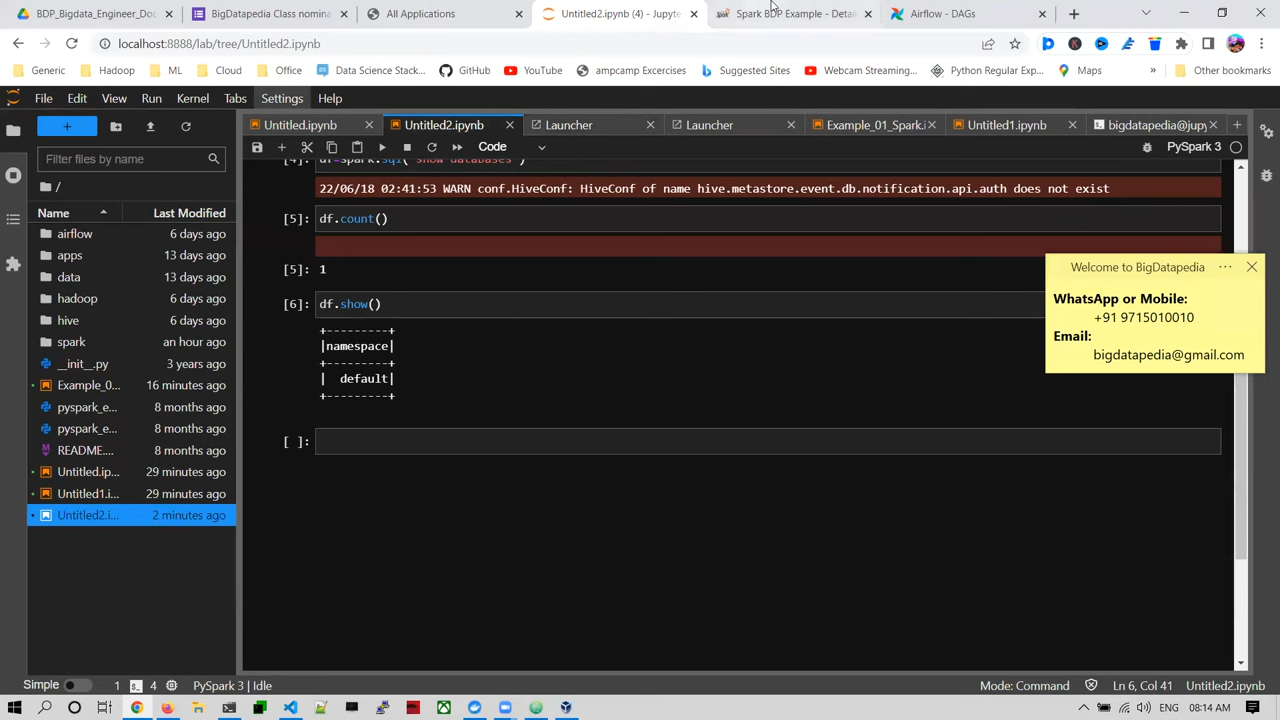 BDP_Bigdata_Engineer_Doc
BigDatapedia Class nomina
All Applications
Untitled2.ipynb (4) - Jupyte
Spark BDP Example - Detail
Airflow - DAGs
localhost:8888/lab/tree/Untitled2.ipynb
Generic
Hadoop
ML
Cloud
Office
Data Science Stack...
GitHub
YouTube
ampcamp Excercises
Suggested Sites
Webcam Streaming...
Python Regular Exp...
Maps
»
Other bookmarks
File
Edit
View
Run
Kernel
Tabs
Settings
Help
+
Filter files by name
/
Name
Last Modified
airflow 6 days ago
apps 13 days ago
data 13 days ago
hadoop 6 days ago
hive 6 days ago
spark an hour ago
__init__.py 3 years ago
Example_0... 16 minutes ago
pyspark_e... 8 months ago
pyspark_e... 8 months ago
README.... 8 months ago
Untitled.ip... 29 minutes ago
Untitled1.i... 29 minutes ago
Untitled2.i... 2 minutes ago
Untitled.ipynb
Untitled2.ipynb
Launcher
Launcher
Example_01_Spark.i
Untitled1.ipynb
bigdatapedia@jupy
Code
PySpark 3
[4]: df=spark.sql("show databases")
22/06/18 02:41:53 WARN conf.HiveConf: HiveConf of name hive.metastore.event.db.notification.api.auth does not exist
[5]: df.count()
[5]: 1
[6]: df.show()
+---------+
|namespace|
+---------+
|  default|
+---------+
[ ]:
Welcome to BigDatapedia
WhatsApp or Mobile:
+91 9715010010
Email:
bigdatapedia@gmail.com
Simple
1
4
PySpark 3 | Idle
Mode: Command
Ln 6, Col 41
Untitled2.ipynb
ENG
08:14 AM